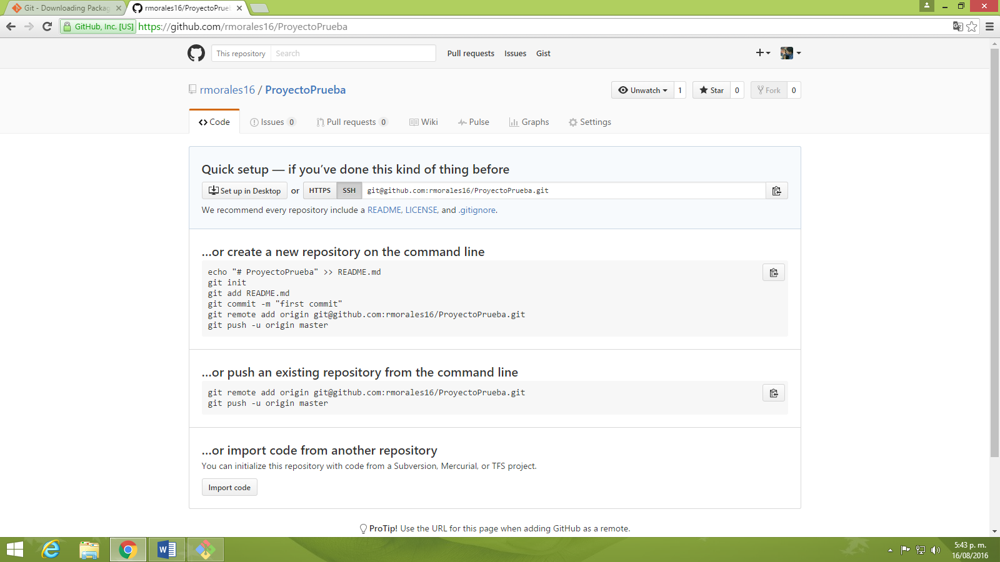 Git - Downloading Packag
rmorales16/ProyectoPrueb
GitHub, Inc. [US]
https://github.com/rmorales16/ProyectoPrueba
This repository
Search
Pull requests
Issues
Gist
rmorales16 / ProyectoPrueba
Unwatch
1
Star
0
Fork
0
Code
Issues 0
Pull requests 0
Wiki
Pulse
Graphs
Settings
Quick setup — if you’ve done this kind of thing before
Set up in Desktop
or
HTTPS
SSH
git@github.com:rmorales16/ProyectoPrueba.git
We recommend every repository include a README, LICENSE, and .gitignore.
…or create a new repository on the command line
echo "# ProyectoPrueba" >> README.md
git init
git add README.md
git commit -m "first commit"
git remote add origin git@github.com:rmorales16/ProyectoPrueba.git
git push -u origin master
…or push an existing repository from the command line
git remote add origin git@github.com:rmorales16/ProyectoPrueba.git
git push -u origin master
…or import code from another repository
You can initialize this repository with code from a Subversion, Mercurial, or TFS project.
Import code
ProTip! Use the URL for this page when adding GitHub as a remote.
5:43 p. m.
16/08/2016